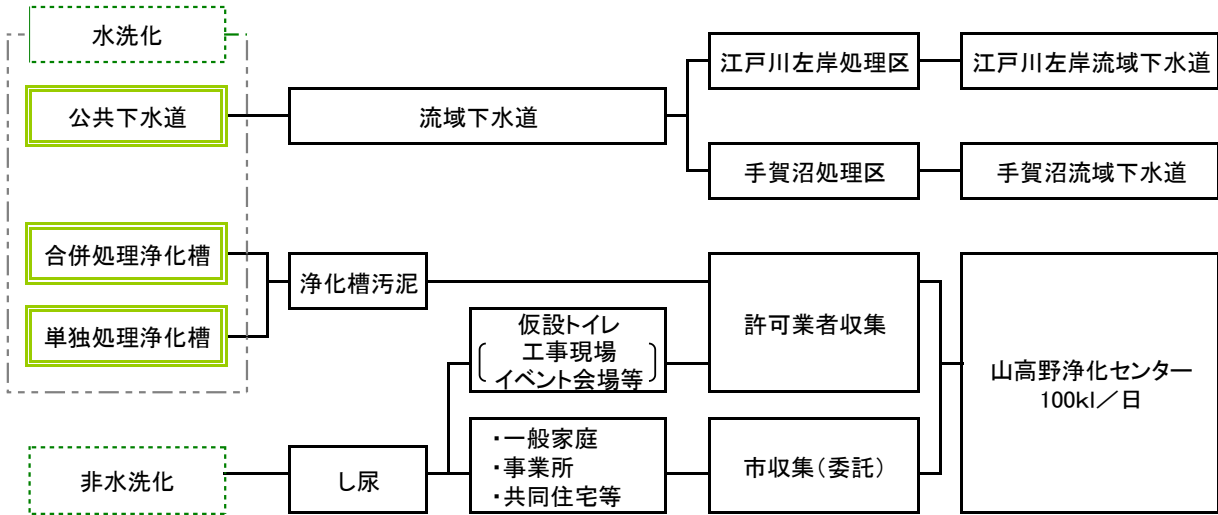 水洗化
公共下水道
流域下水道
江戸川左岸処理区
江戸川左岸流域下水道
手賀沼処理区
手賀沼流域下水道
合併処理浄化槽
単独処理浄化槽
浄化槽汚泥
仮設トイレ
工事現場
イベント会場等
許可業者収集
山高野浄化センター
100kl／日
非水洗化
し尿
・一般家庭
・事業所
・共同住宅等
市収集（委託）